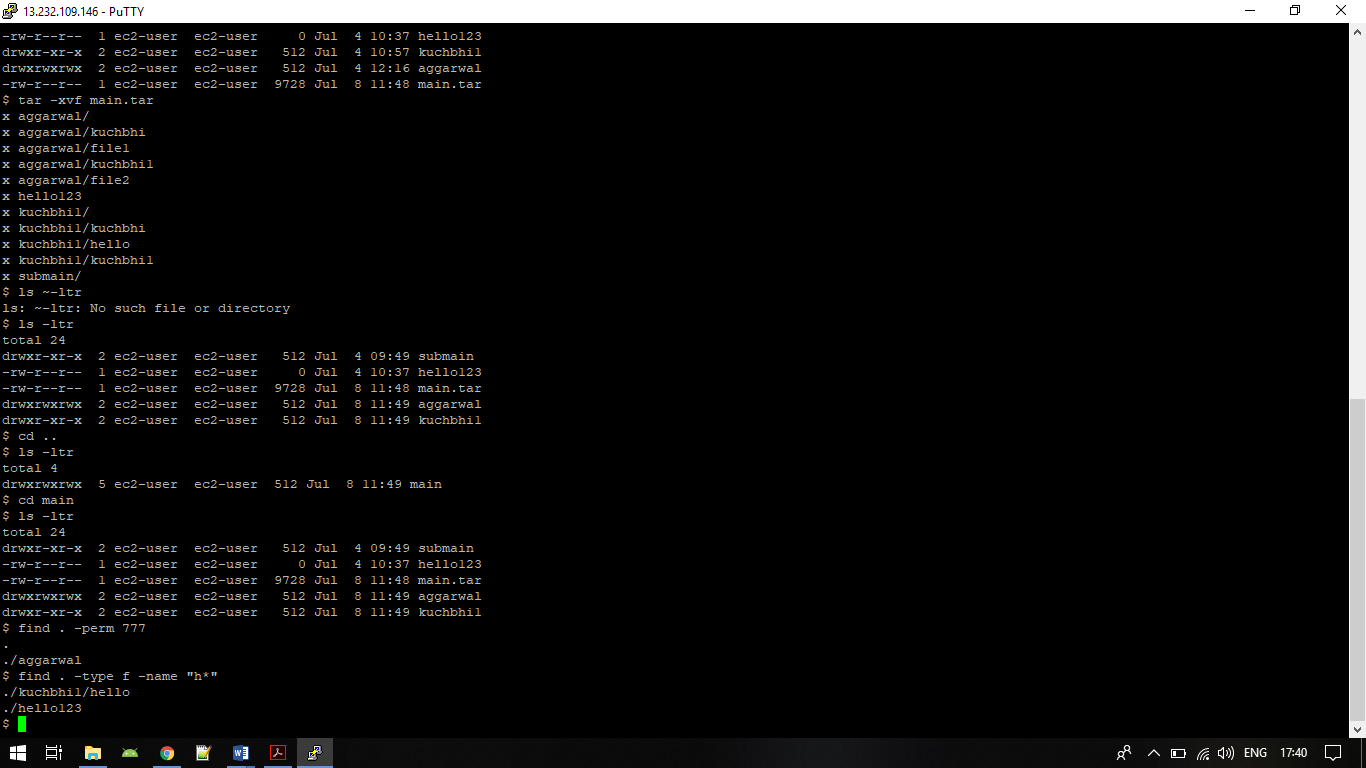 13.232.109.146 - PuTTY
-rw-r--r--  1 ec2-user  ec2-user     0 Jul  4 10:37 hello123
drwxr-xr-x  2 ec2-user  ec2-user   512 Jul  4 10:57 kuchbhi1
drwxrwxrwx  2 ec2-user  ec2-user   512 Jul  4 12:16 aggarwal
-rw-r--r--  1 ec2-user  ec2-user  9728 Jul  8 11:48 main.tar
$ tar -xvf main.tar
x aggarwal/
x aggarwal/kuchbhi
x aggarwal/file1
x aggarwal/kuchbhi1
x aggarwal/file2
x hello123
x kuchbhi1/
x kuchbhi1/kuchbhi
x kuchbhi1/hello
x kuchbhi1/kuchbhi1
x submain/
$ ls ~-ltr
ls: ~-ltr: No such file or directory
$ ls -ltr
total 24
drwxr-xr-x  2 ec2-user  ec2-user   512 Jul  4 09:49 submain
-rw-r--r--  1 ec2-user  ec2-user     0 Jul  4 10:37 hello123
-rw-r--r--  1 ec2-user  ec2-user  9728 Jul  8 11:48 main.tar
drwxrwxrwx  2 ec2-user  ec2-user   512 Jul  8 11:49 aggarwal
drwxr-xr-x  2 ec2-user  ec2-user   512 Jul  8 11:49 kuchbhi1
$ cd ..
$ ls -ltr
total 4
drwxrwxrwx  5 ec2-user  ec2-user  512 Jul  8 11:49 main
$ cd main
$ ls -ltr
total 24
drwxr-xr-x  2 ec2-user  ec2-user   512 Jul  4 09:49 submain
-rw-r--r--  1 ec2-user  ec2-user     0 Jul  4 10:37 hello123
-rw-r--r--  1 ec2-user  ec2-user  9728 Jul  8 11:48 main.tar
drwxrwxrwx  2 ec2-user  ec2-user   512 Jul  8 11:49 aggarwal
drwxr-xr-x  2 ec2-user  ec2-user   512 Jul  8 11:49 kuchbhi1
$ find . -perm 777
.
./aggarwal
$ find . -type f -name "h*"
./kuchbhi1/hello
./hello123
$
ENG 17:40